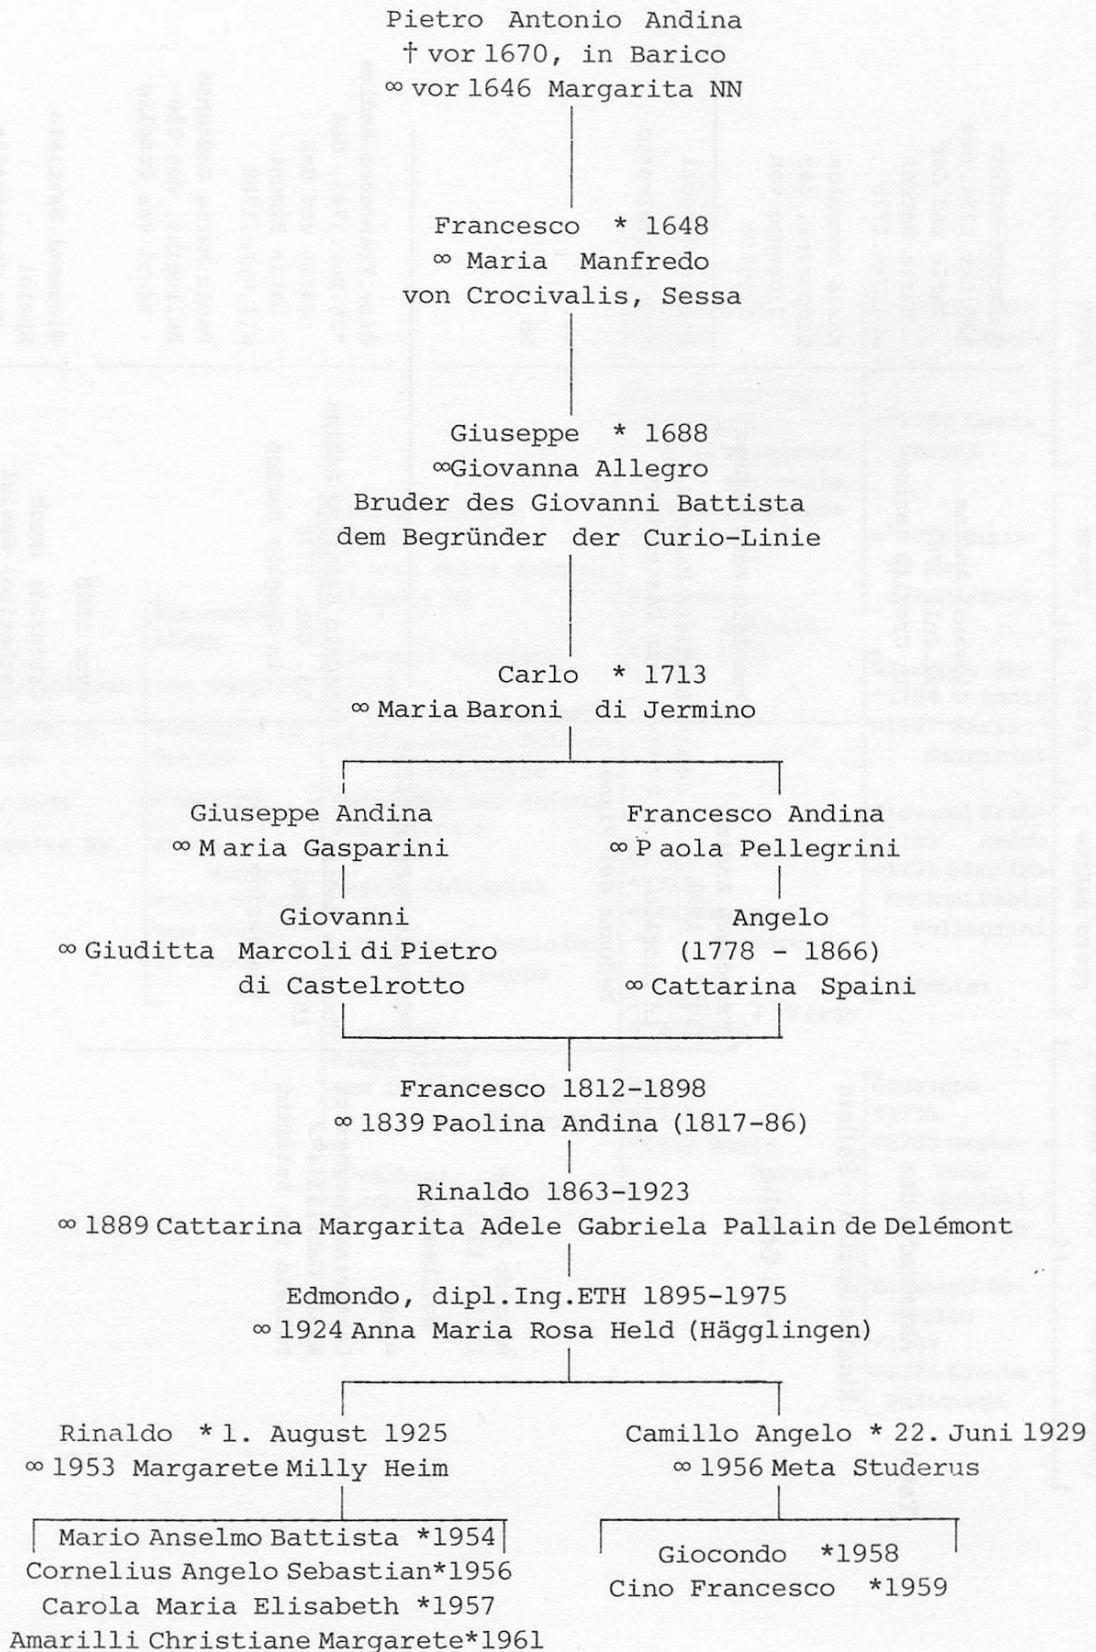 Pietro Antonio Andina
† vor 1670, in Barico
∞ vor 1646 Margarita NN
Francesco * 1648
∞ Maria Manfredo
von Crocivalis, Sessa
Giuseppe * 1688
∞Giovanna Allegro
Bruder des Giovanni Battista
dem Begründer der Curio-Linie
Carlo * 1713
∞ Maria Baroni di Jermino
Giuseppe Andina
∞ Maria Gasparini
Francesco Andina
∞ Paola Pellegrini
Giovanni
∞ Giuditta Marcoli di Pietro
di Castelrotto
Angelo
(1778 - 1866)
∞ Cattarina Spaini
Francesco 1812-1898
∞ 1839 Paolina Andina (1817-86)
Rinaldo 1863-1923
∞ 1889 Cattarina Margarita Adele Gabriela Pallain de Delémont
Edmondo, dipl.Ing.ETH 1895-1975
∞ 1924 Anna Maria Rosa Held (Hägglingen)
Rinaldo * 1. August 1925
∞ 1953 Margarete Milly Heim
Camillo Angelo * 22. Juni 1929
∞ 1956 Meta Studerus
Mario Anselmo Battista *1954
Cornelius Angelo Sebastian*1956
Carola Maria Elisabeth *1957
Amarilli Christiane Margarete*1961
Giocondo *1958
Cino Francesco *1959